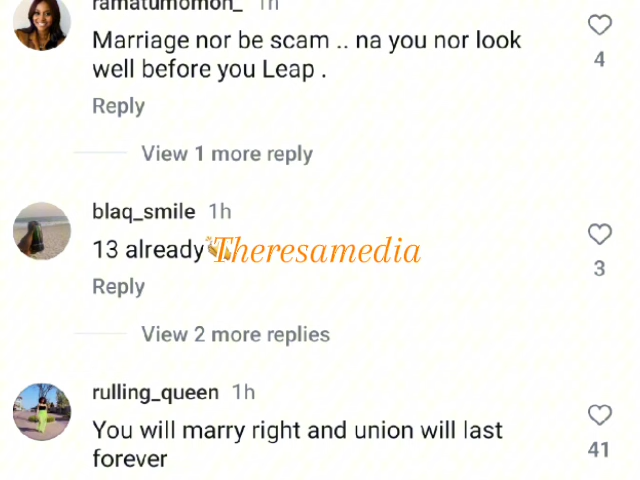 ramatumomoh_ 1h
Marriage nor be scam .. na you nor look
4
well before you Leap .
Reply
View 1 more reply
blaq_smile 1h
13 already
Theresamedia
3
Reply
View 2 more replies
rulling_queen 1h
You will marry right and union will last
41
forever